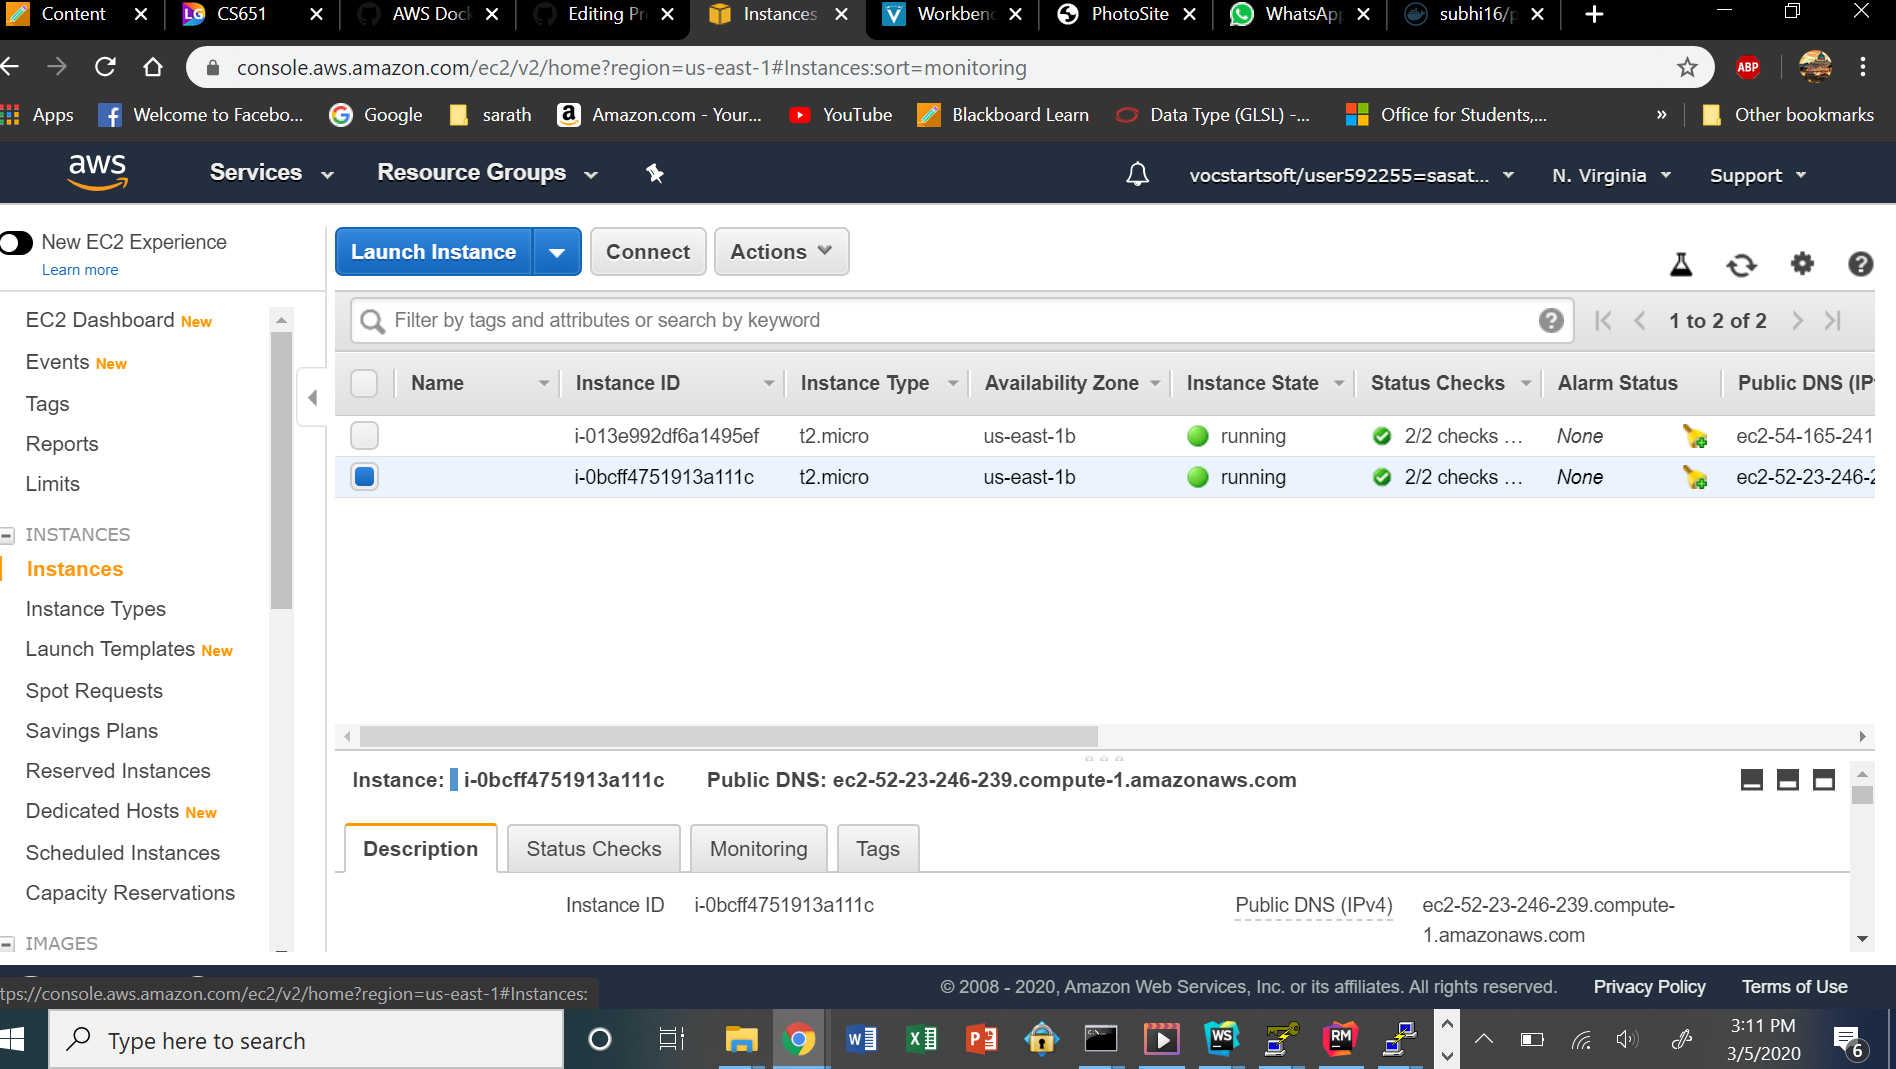 Content
CS651
AWS Dock
Editing Pr
Instances
Workbenc
PhotoSite
WhatsApp
subhi16/p
console.aws.amazon.com/ec2/v2/home?region=us-east-1#Instances:sort=monitoring
ABP
Apps
Welcome to Facebo...
Google
sarath
Amazon.com - Your...
YouTube
Blackboard Learn
Data Type (GLSL) -...
Office for Students,...
»
Other bookmarks
aws
Services
Resource Groups
vocstartsoft/user592255=sasat...
N. Virginia
Support
New EC2 Experience
Learn more
Launch Instance
Connect
Actions
EC2 Dashboard New
Events New
Tags
Reports
Limits
INSTANCES
Instances
Instance Types
Launch Templates New
Spot Requests
Savings Plans
Reserved Instances
Dedicated Hosts New
Scheduled Instances
Capacity Reservations
IMAGES
Filter by tags and attributes or search by keyword
1 to 2 of 2
Name Instance ID Instance Type Availability Zone Instance State Status Checks Alarm Status Public DNS (IP
i-013e992df6a1495ef t2.micro us-east-1b running 2/2 checks ... None ec2-54-165-241
i-0bcff4751913a111c t2.micro us-east-1b running 2/2 checks ... None ec2-52-23-246-2
Instance: i-0bcff4751913a111c Public DNS: ec2-52-23-246-239.compute-1.amazonaws.com
Description
Status Checks
Monitoring
Tags
Instance ID i-0bcff4751913a111c
Public DNS (IPv4) ec2-52-23-246-239.compute-
1.amazonaws.com
tps://console.aws.amazon.com/ec2/v2/home?region=us-east-1#Instances:
© 2008 - 2020, Amazon Web Services, Inc. or its affiliates. All rights reserved.
Privacy Policy
Terms of Use
Type here to search
WS
RM
3:11 PM
3/5/2020
6